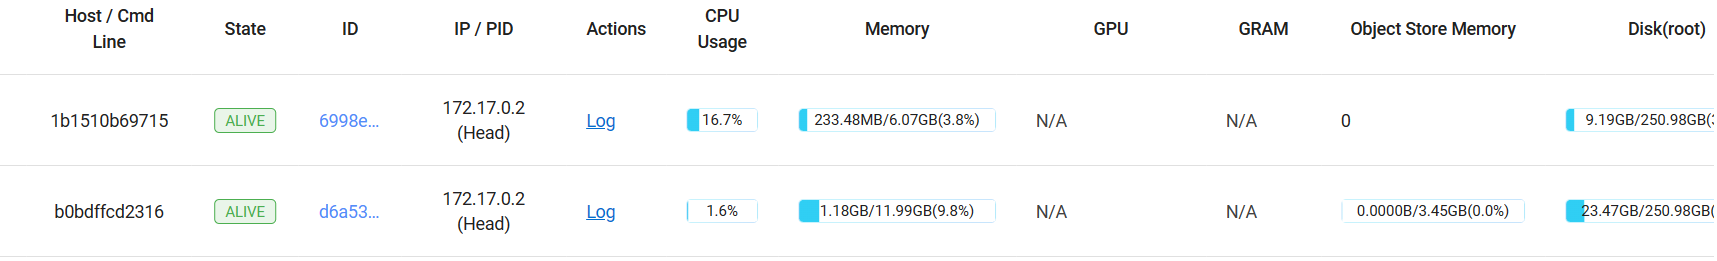 Host / Cmd Line State ID IP / PID Actions CPU Usage Memory GPU GRAM Object Store Memory Disk(root)
1b1510b69715 ALIVE 6998e... 172.17.0.2 (Head) Log 16.7% 233.48MB/6.07GB(3.8%) N/A N/A 0 9.19GB/250.98GB(
b0bdffcd2316 ALIVE d6a53... 172.17.0.2 (Head) Log 1.6% 1.18GB/11.99GB(9.8%) N/A N/A 0.0000B/3.45GB(0.0%) 23.47GB/250.98GB(